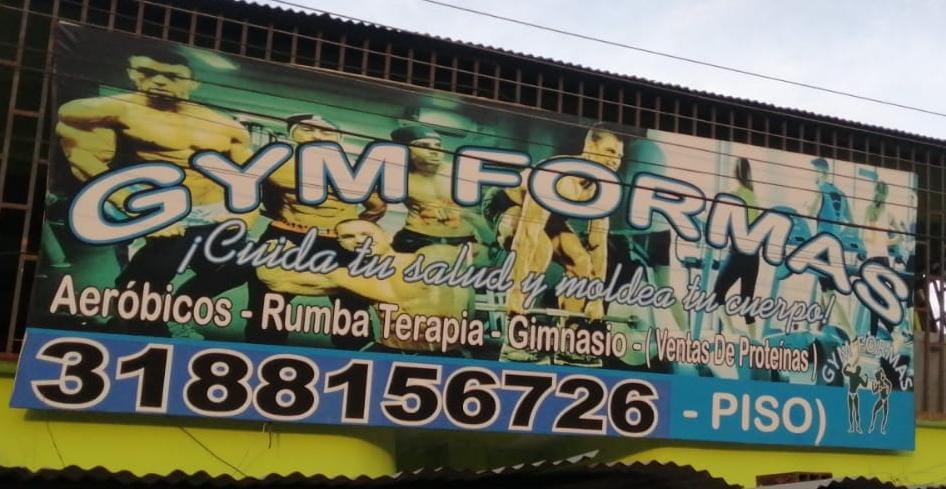 GYM FORMAS
¡Cuida tu salud y moldea tu cuerpo!
Aeróbicos - Rumba Terapia - Gimnasio - ( Ventas De Proteínas )
3188156726 - PISO)
GYM FORMAS